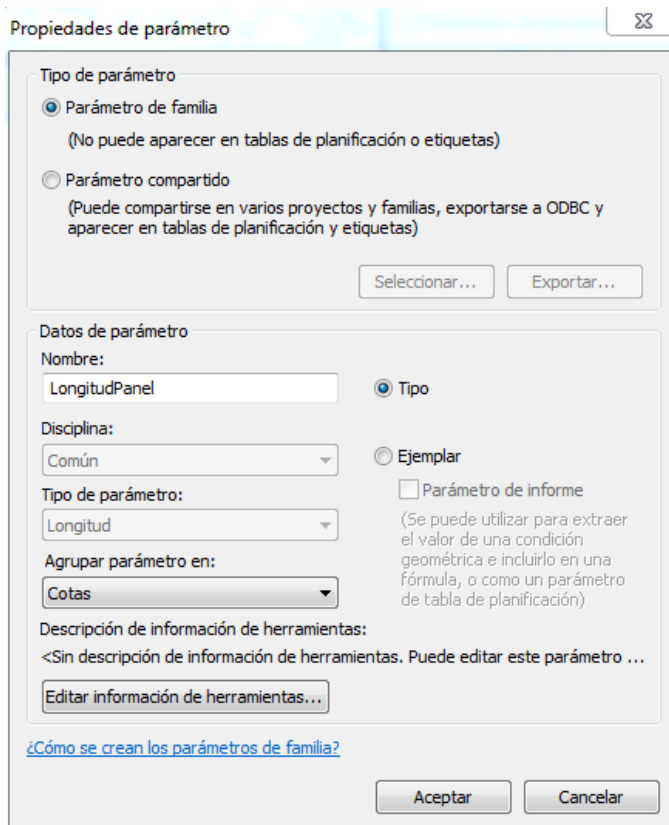 Propiedades de parámetro
Tipo de parámetro
Parámetro de familia
(No puede aparecer en tablas de planificación o etiquetas)
Parámetro compartido
(Puede compartirse en varios proyectos y familias, exportarse a ODBC y
aparecer en tablas de planificación y etiquetas)
Seleccionar... Exportar...
Datos de parámetro
Nombre:
LongitudPanel
Tipo
Disciplina:
Común
Ejemplar
Parámetro de informe
Tipo de parámetro:
Longitud
(Se puede utilizar para extraer
el valor de una condición
geométrica e incluirlo en una
fórmula, o como un parámetro
de tabla de planificación)
Agrupar parámetro en:
Cotas
Descripción de información de herramientas:
<Sin descripción de información de herramientas. Puede editar este parámetro ...
Editar información de herramientas...
¿Cómo se crean los parámetros de familia?
Aceptar Cancelar